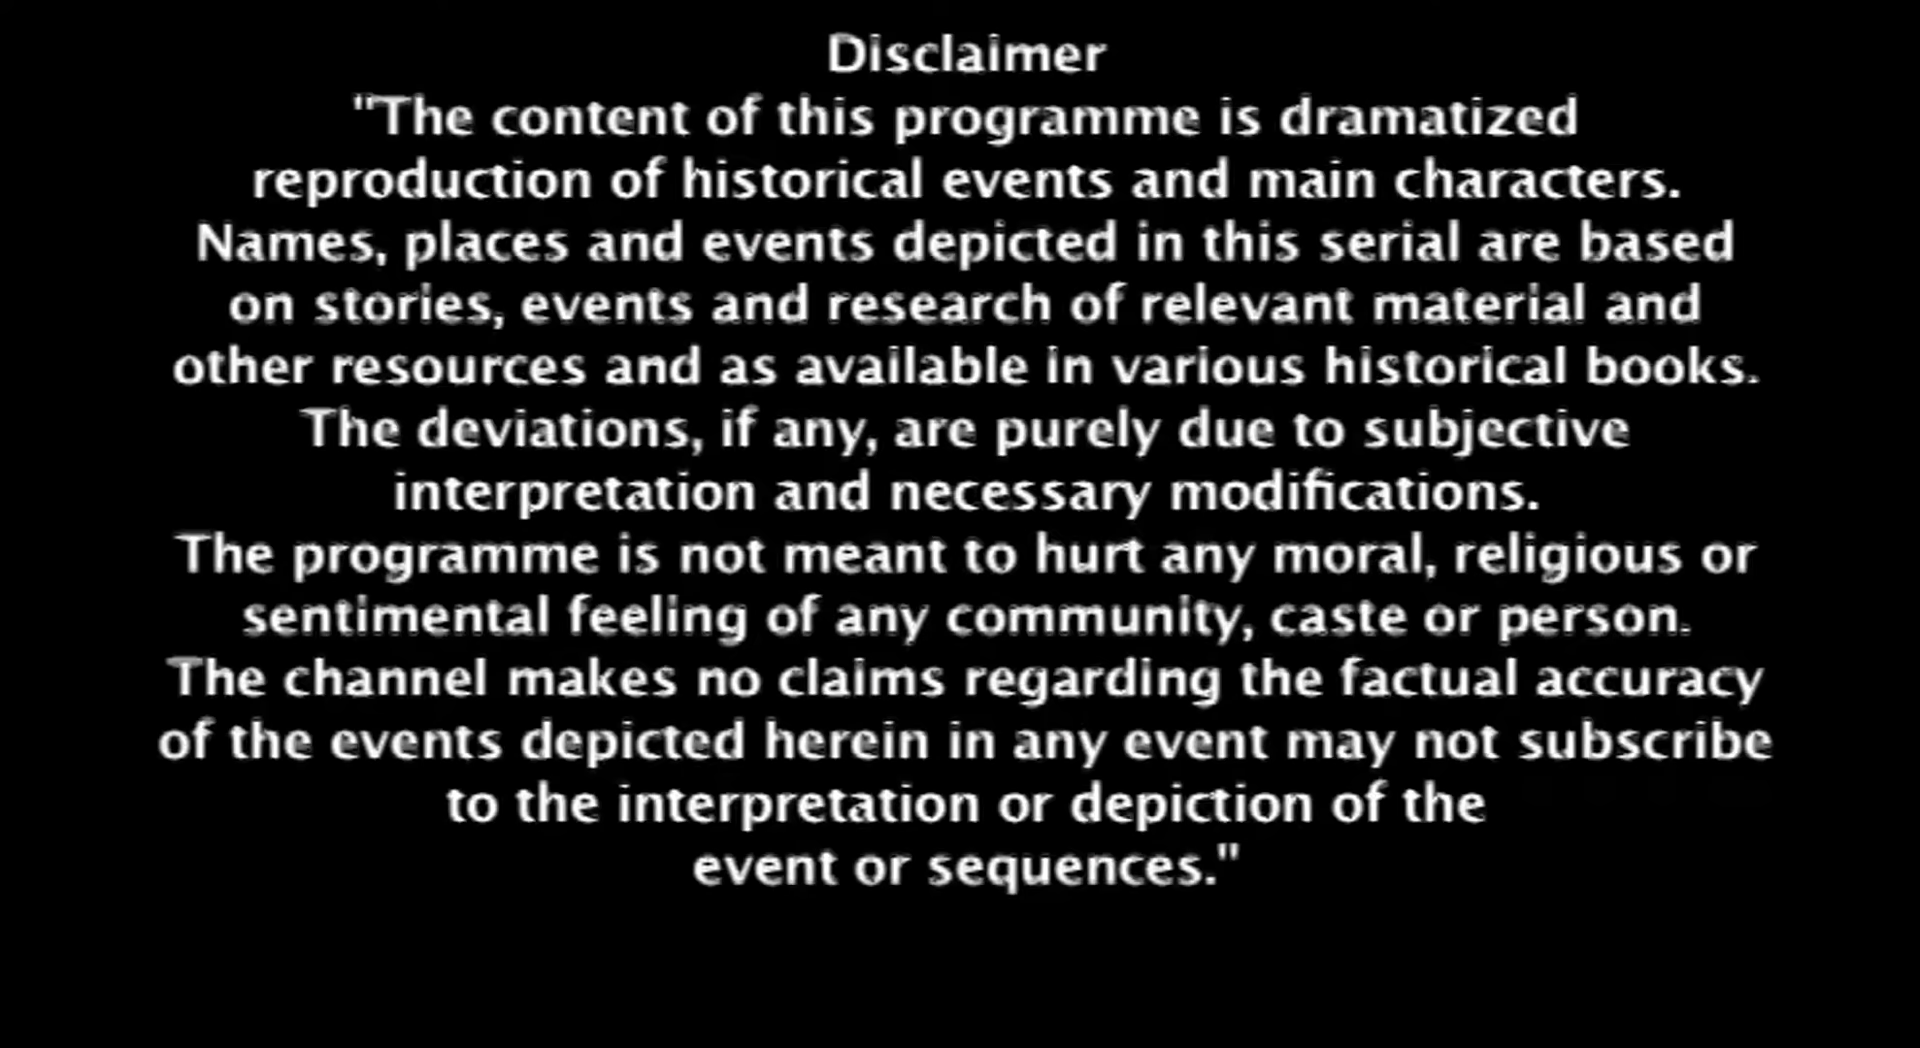 Disclaimer
"The content of this programme is dramatized
reproduction of historical events and main characters.
Names, places and events depicted in this serial are based
on stories, events and research of relevant material and
other resources and as available in various historical books.
The deviations, if any, are purely due to subjective
interpretation and necessary modifications.
The programme is not meant to hurt any moral, religious or
sentimental feeling of any community, caste or person.
The channel makes no claims regarding the factual accuracy
of the events depicted herein in any event may not subscribe
to the interpretation or depiction of the
event or sequences."